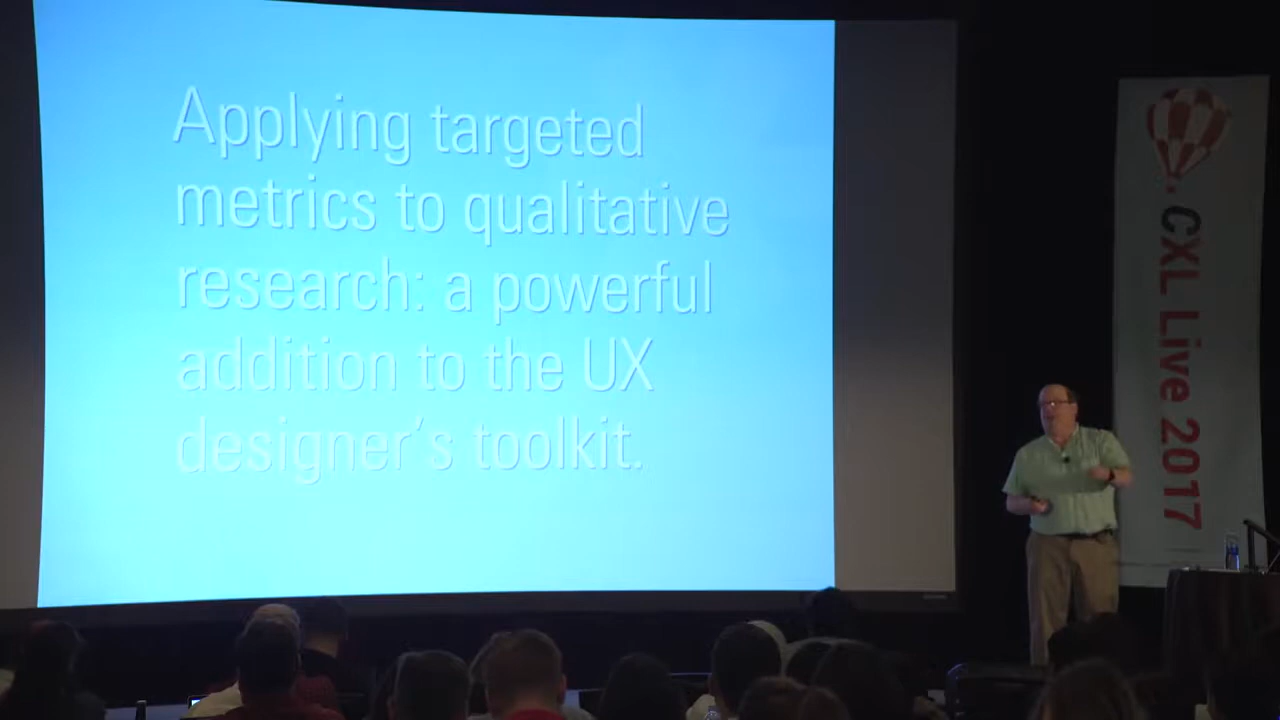 Applying targeted
metrics to qualitative
research: a powerful
addition to the UX
designer's toolkit.
CXL Live 2017